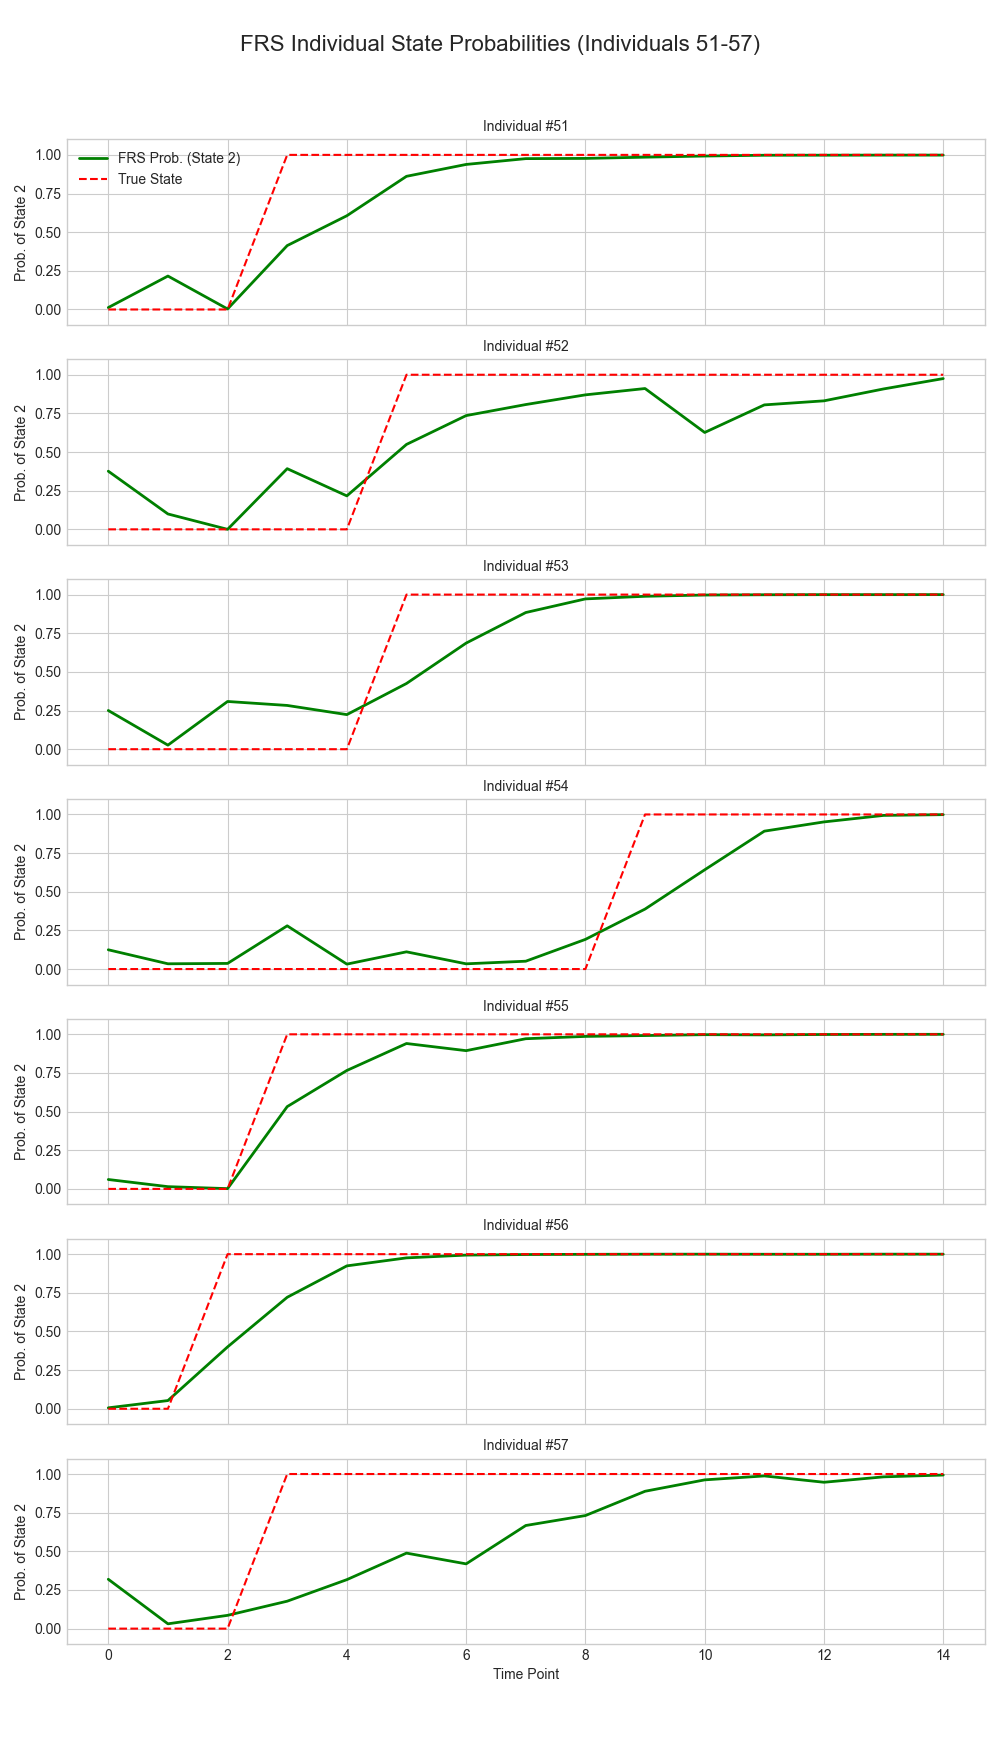 FRS Individual State Probabilities (Individuals 51-57)
Individual #51
FRS Prob. (State 2)
True State
Prob. of State 2
1.00
0.75
0.50
0.25
0.00
Individual #52
Prob. of State 2
1.00
0.75
0.50
0.25
0.00
Individual #53
Prob. of State 2
1.00
0.75
0.50
0.25
0.00
Individual #54
Prob. of State 2
1.00
0.75
0.50
0.25
0.00
Individual #55
Prob. of State 2
1.00
0.75
0.50
0.25
0.00
Individual #56
Prob. of State 2
1.00
0.75
0.50
0.25
0.00
Individual #57
Prob. of State 2
1.00
0.75
0.50
0.25
0.00
0 2 4 6 8 10 12 14
Time Point